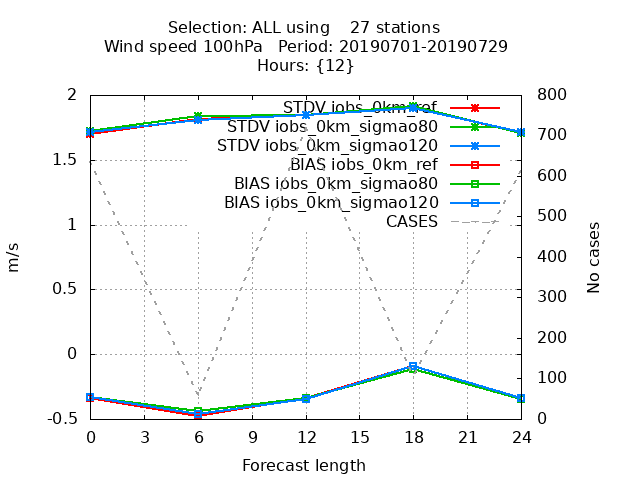 Selection: ALL using 27 stations
Wind speed 100hPa Period: 20190701-20190729
Hours: {12}
2
1.5
1
0.5
0
-0.5
m/s
800
700
600
500
400
300
200
100
0
No cases
STDV iobs_0km_ref
STDV iobs_0km_sigmao80
STDV iobs_0km_sigmao120
BIAS iobs_0km_ref
BIAS iobs_0km_sigmao80
BIAS iobs_0km_sigmao120
CASES
0 3 6 9 12 15 18 21 24
Forecast length